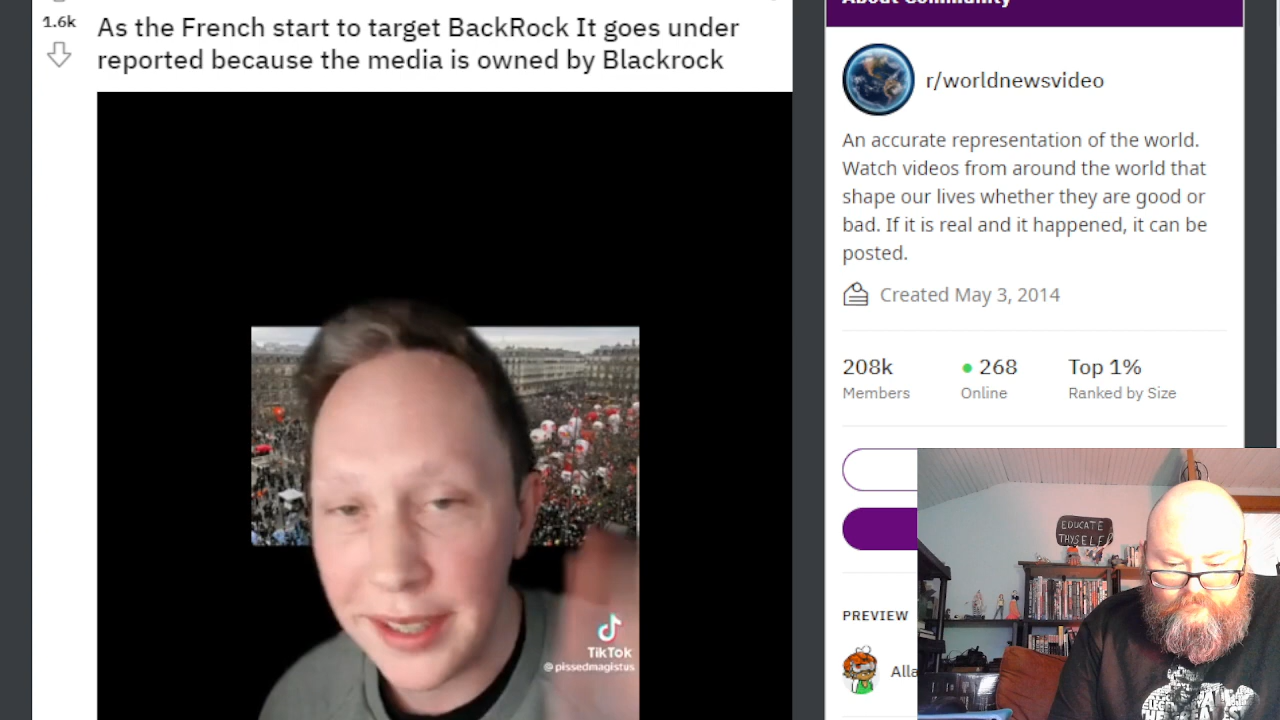 About Community
1.6k
As the French start to target BackRock It goes under
reported because the media is owned by Blackrock
r/worldnewsvideo
An accurate representation of the world.
Watch videos from around the world that
shape our lives whether they are good or
bad. If it is real and it happened, it can be
posted.
Created May 3, 2014
208k
268
Top 1%
Members
Online
Ranked by Size
EDUCATE
THYSELF
PREVIEW
TikTok
@pissedmagistus
Alla